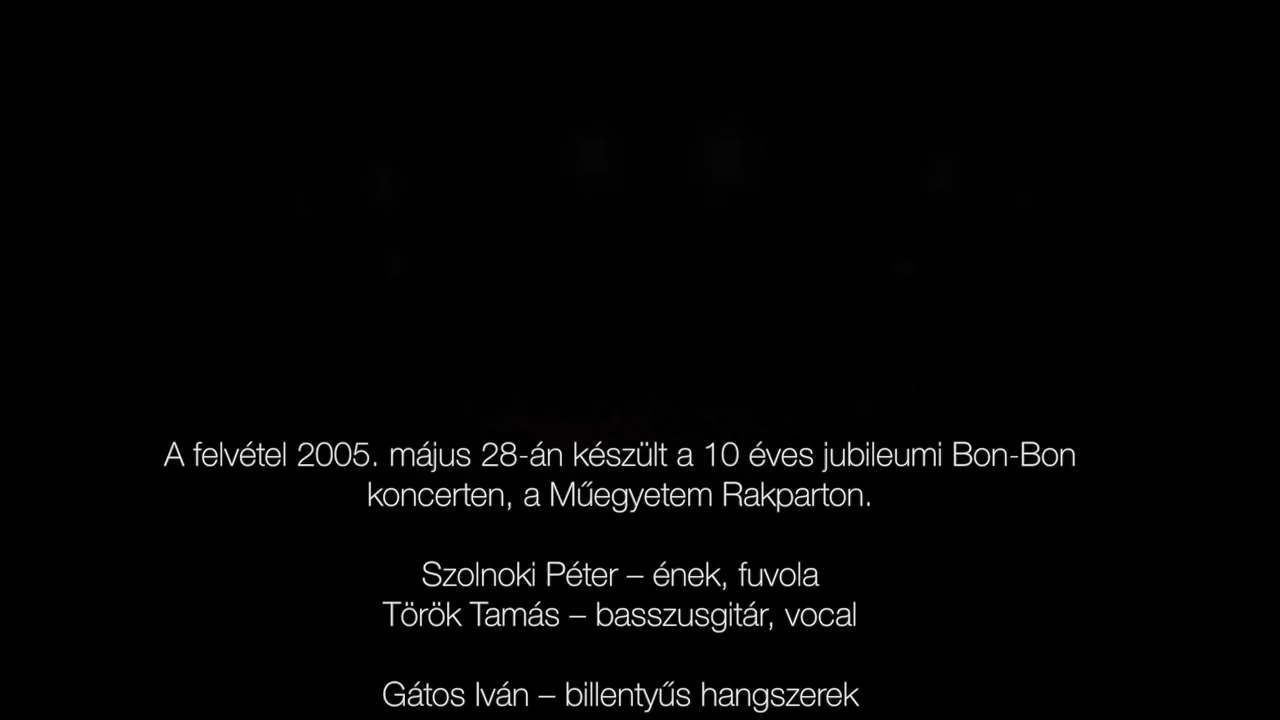 A felvétel 2005. május 28-án készült a 10 éves jubileumi Bon-Bon
koncerten, a Műegyetem Rakparton.
Szolnoki Péter – ének, fuvola
Török Tamás – basszusgitár, vocal
Gátos Iván – billentyűs hangszerek